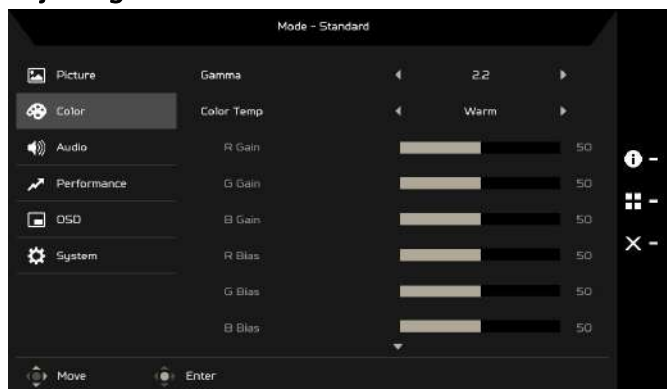 Mode - Standard
Picture
Gamma
2.2
Color
Color Temp
Warm
Audio
R Gain
50
Performance
G Gain
50
OSD
B Gain
50
System
R Bias
50
G Bias
50
B Bias
50
Move
Enter